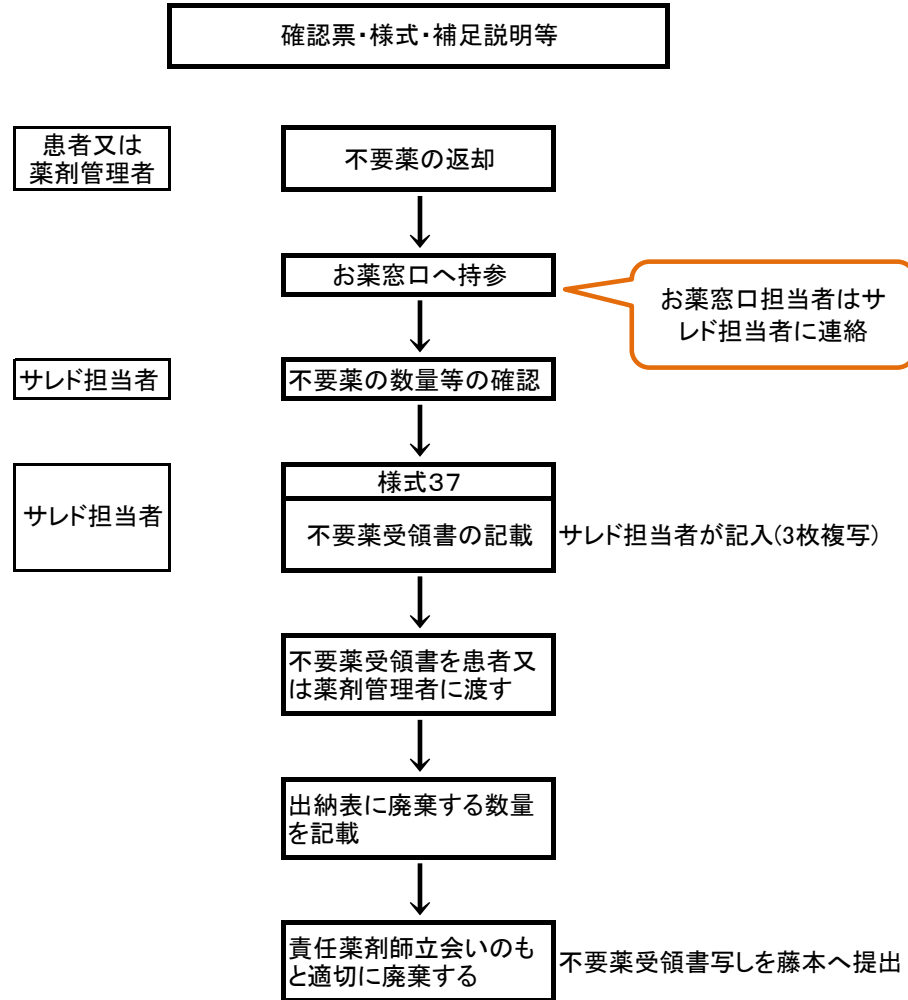 確認票・様式・補足説明等
患者又は
薬剤管理者
不要薬の返却
お薬窓口へ持参
お薬窓口担当者はサ
レド担当者に連絡
サレド担当者
不要薬の数量等の確認
様式37
サレド担当者
不要薬受領書の記載
サレド担当者が記入(3枚複写)
不要薬受領書を患者又
は薬剤管理者に渡す
出納表に廃棄する数量
を記載
責任薬剤師立会いのも
と適切に廃棄する
不要薬受領書写しを藤本へ提出